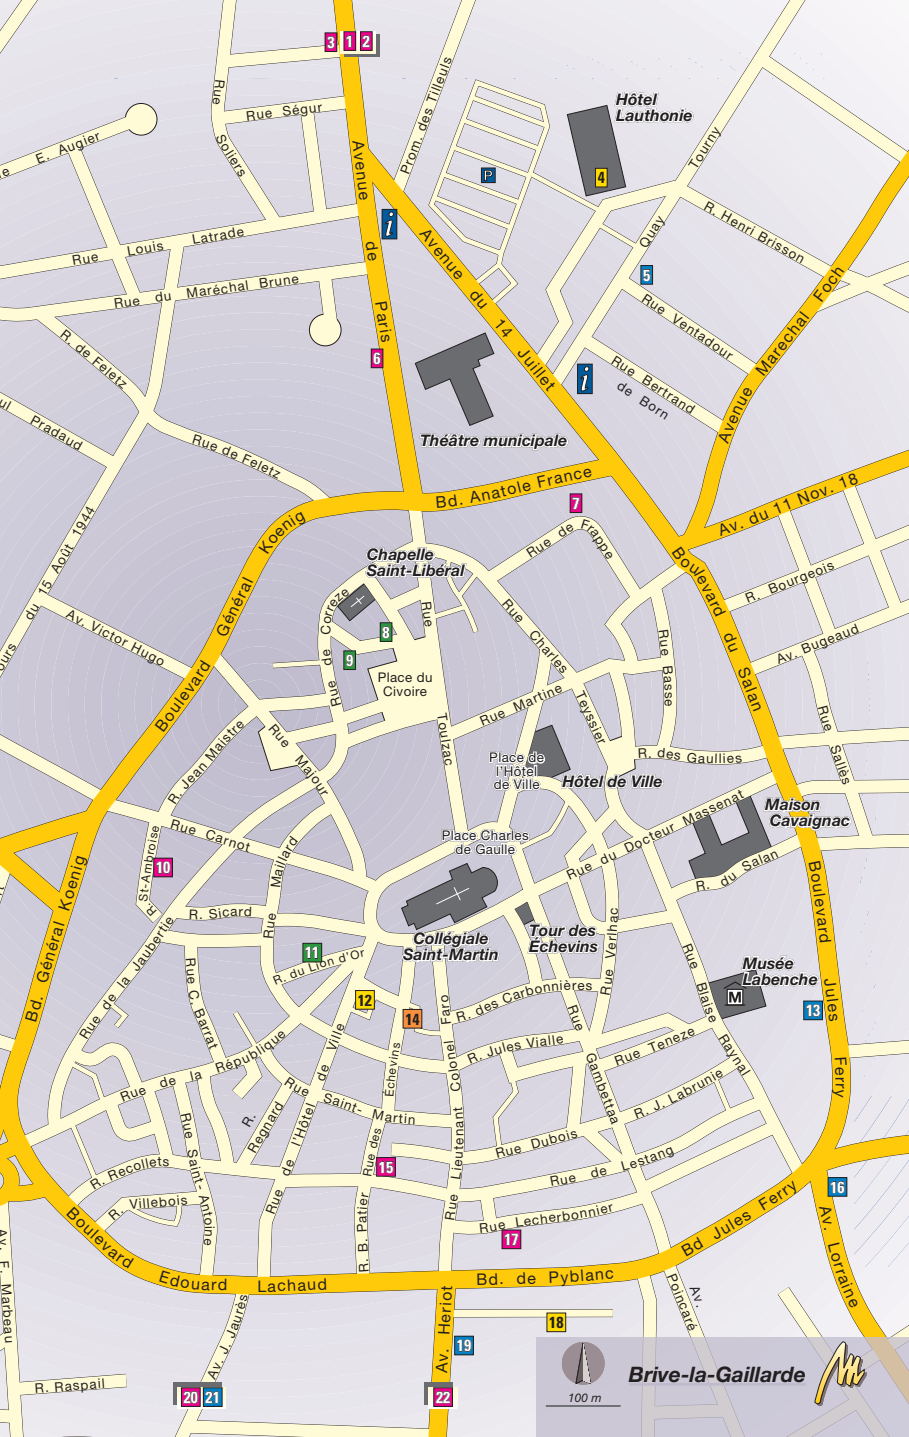 3 1 2
Hôtel
Lauthonie
4
Rue
Soliers
Rue Ségur
Prom. des Tilleuls
E. Augier
P
Quay Tourny
R. Henri Brisson
Avenue de Paris
i
Rue Louis Latrade
Avenue du 14 Juillet
5
Avenue Marechal Foch
Rue du Maréchal Brune
Rue Ventadour
R. de Feletz
6
i
Rue Bertrand
de Born
Pradaud
Théâtre municipale
Rue de Feletz
Bd. Anatole France
7
Av. du 11 Nov. 18
Boulevard Général Koenig
du 15 Août 1944
Rue de Frappe
Chapelle
Saint-Libéral
Boulevard du Salan
R. Bourgeois
Rue de Correze
8
9
Rue Charles Teyssier
Av. Victor Hugo
Rue Basse
Av. Bugeaud
Place du
Civoire
Rue Toulzac
Rue Martine
Rue Sallès
R. Jean Maistre
Rue Majour
Place de
l'Hôtel
de Ville
Hôtel de Ville
R. des Gaullies
Rue Carnot
Rue Maillard
Place Charles
de Gaulle
Rue du Docteur Massenat
Maison
Cavaignac
R. St-Ambroise
10
R. du Salan
Bd. Général Koenig
R. Sicard
Collégiale
Saint-Martin
Tour des
Échevins
Rue Verlhac
Boulevard Jules Ferry
Rue de la Jaubertie
11
R. du Lion d'Or
Rue C. Barrat
12
14
R. des Carbonnières
Rue Blaise Raynal
Musée
Labenche
M
13
Rue de la République
Rue de l'Hôtel de Ville
Rue des Échevins
Rue Lieutenant Colonel Faro
R. Jules Vialle
Rue Gambettaa
Rue Teneze
Rue Saint- Martin
R. Regnard
Rue Saint- Antoine
R. J. Labrunie
Rue Dubois
R. Recollets
15
Rue de Lestang
16
R. Villebois
R. B. Patier
Rue Lecherbonnier
17
Bd Jules Ferry
Av. Lorraine
Boulevard Edouard Lachaud
Bd. de Pyblanc
Av. F. Marbeau
Av. Poincaré
Av. J. Jaurès
Av. Heriot
18
19
R. Raspail
20 21
22
100 m
Brive-la-Gaillarde